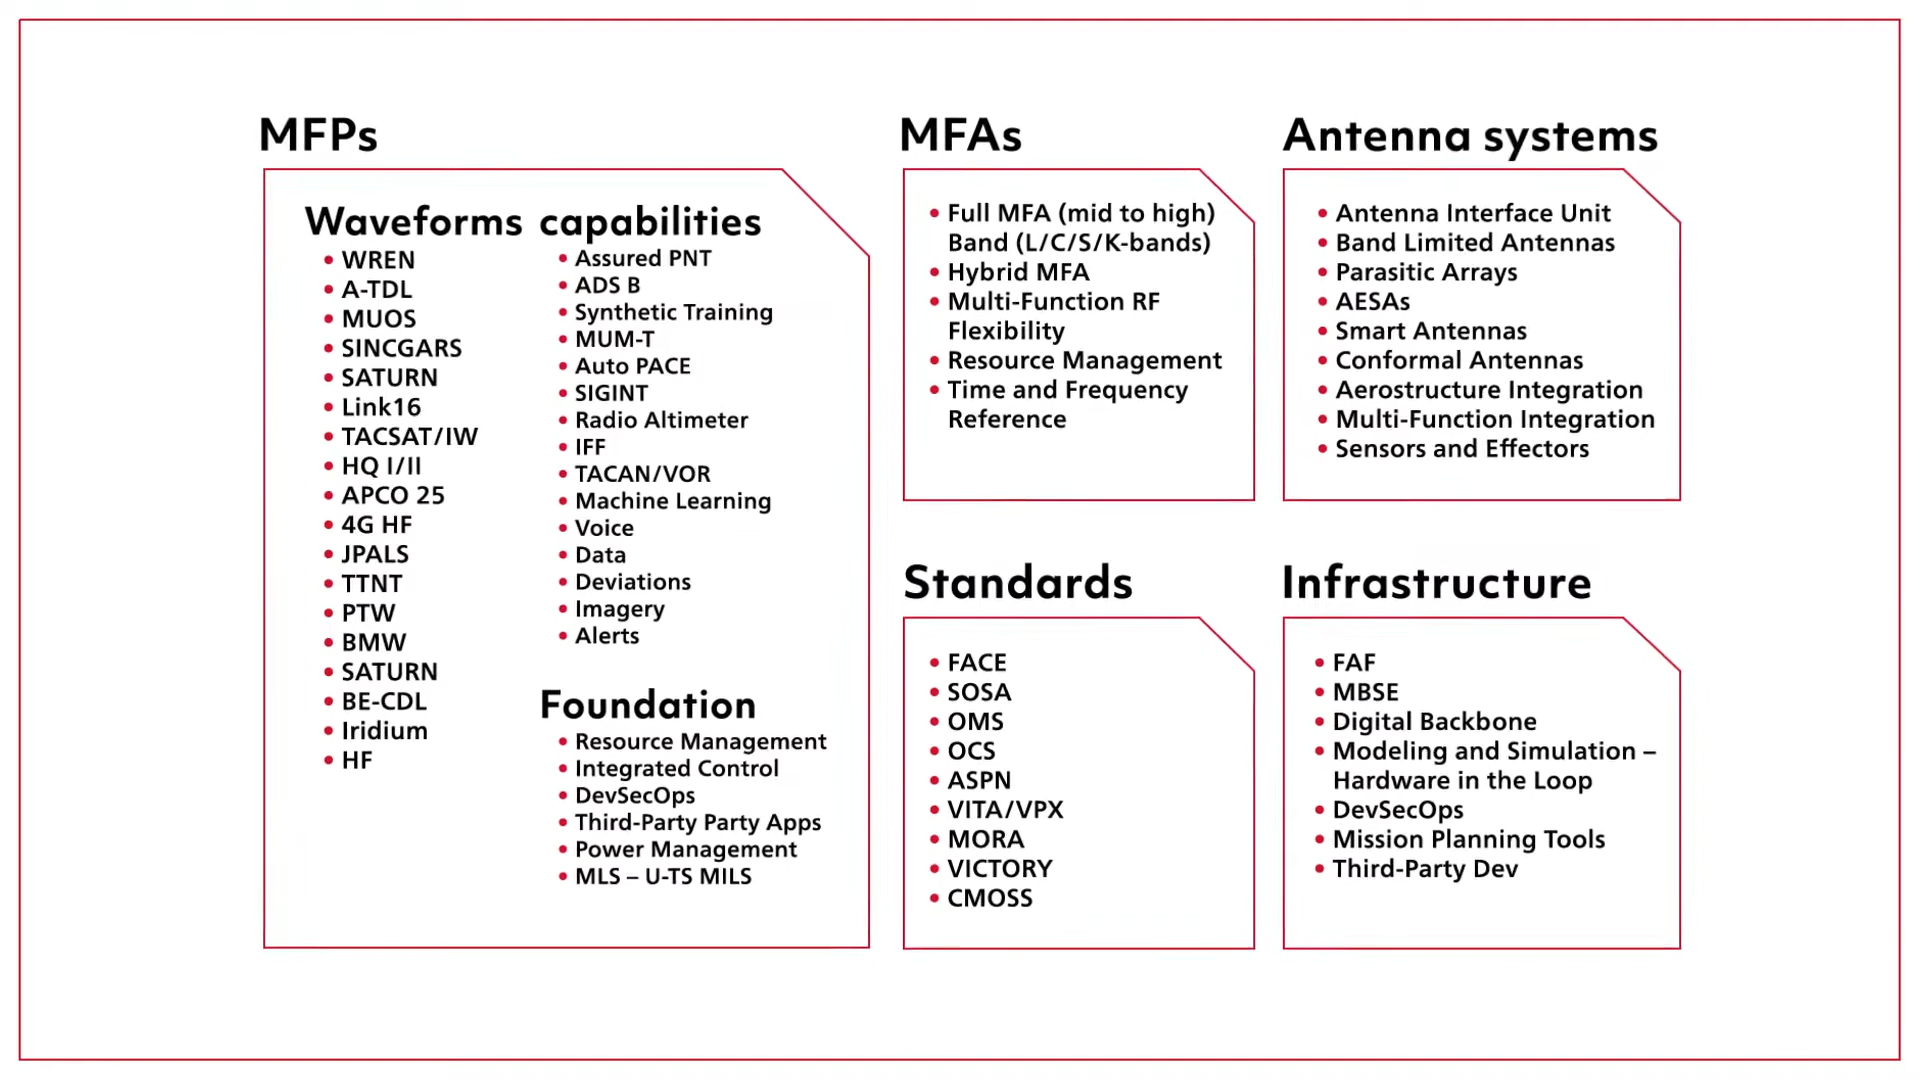 MFPs
Waveforms
WREN
A-TDL
MUOS
SINCGARS
SATURN
Link16
TACSAT/IW
HQ I/II
APCO 25
4G HF
JPALS
TTNT
PTW
BMW
SATURN
BE-CDL
Iridium
HF
capabilities
Assured PNT
ADS B
Synthetic Training
MUM-T
Auto PACE
SIGINT
Radio Altimeter
IFF
TACAN/VOR
Machine Learning
Voice
Data
Deviations
Imagery
Alerts
Foundation
Resource Management
Integrated Control
DevSecOps
Third-Party Party Apps
Power Management
MLS – U-TS MILS
MFAs
Full MFA (mid to high)
Band (L/C/S/K-bands)
Hybrid MFA
Multi-Function RF
Flexibility
Resource Management
Time and Frequency
Reference
Antenna systems
Antenna Interface Unit
Band Limited Antennas
Parasitic Arrays
AESAs
Smart Antennas
Conformal Antennas
Aerostructure Integration
Multi-Function Integration
Sensors and Effectors
Standards
FACE
SOSA
OMS
OCS
ASPN
VITA/VPX
MORA
VICTORY
CMOSS
Infrastructure
FAF
MBSE
Digital Backbone
Modeling and Simulation –
Hardware in the Loop
DevSecOps
Mission Planning Tools
Third-Party Dev